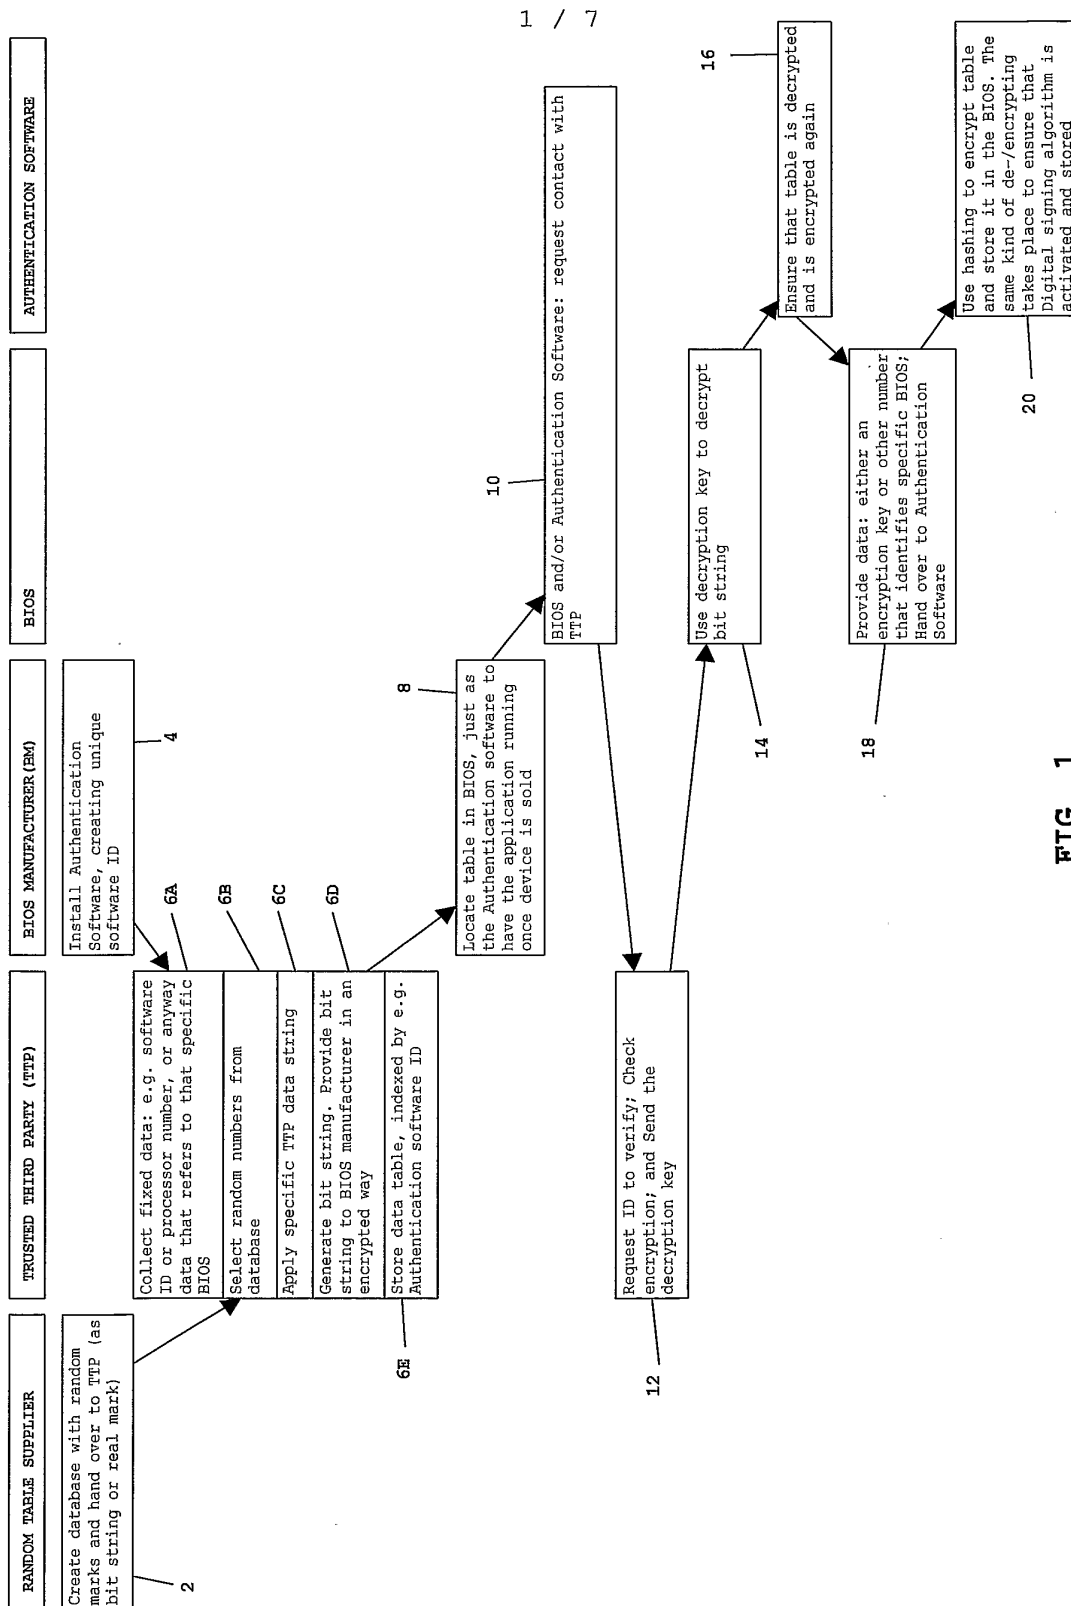 1 / 7
RANDOM TABLE SUPPLIER
TRUSTED THIRD PARTY (TTP)
BIOS MANUFACTURER(BM)
BIOS
AUTHENTICATION SOFTWARE
Create database with random
marks and hand over to TTP (as
bit string or real mark)
2
Install Authentication
Software, creating unique
software ID
4
Collect fixed data: e.g. software
ID or processor number, or anyway
data that refers to that specific
BIOS
6A
Select random numbers from
database
6B
Apply specific TTP data string
6C
Generate bit string. Provide bit
string to BIOS manufacturer in an
encrypted way
6D
Store data table, indexed by e.g.
Authentication software ID
6E
Locate table in BIOS, just as
the Authentication software to
have the application running
once device is sold
8
BIOS and/or Authentication Software: request contact with
TTP
10
Request ID to verify; Check
encryption; and Send the
decryption key
12
Use decryption key to decrypt
bit string
14
Ensure that table is decrypted
and is encrypted again
16
Provide data: either an
encryption key or other number
that identifies specific BIOS;
Hand over to Authentication
Software
18
Use hashing to encrypt table
and store it in the BIOS. The
same kind of de-/encrypting
takes place to ensure that
Digital signing algorithm is
activated and stored
20
FIG 1